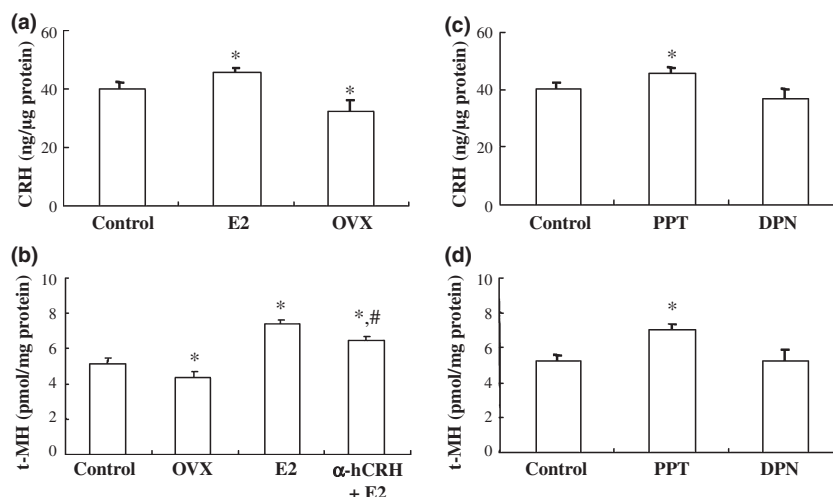 (a)
60
40
20
0
CRH (ng/µg protein)
*
*
Control E2 OVX
(b)
10
8
6
4
2
0
t-MH (pmol/mg protein)
*
*
*,#
Control OVX E2 α-hCRH
+ E2
(c)
60
40
20
0
CRH (ng/µg protein)
*
Control PPT DPN
(d)
10
8
6
4
2
0
t-MH (pmol/mg protein)
*
Control PPT DPN